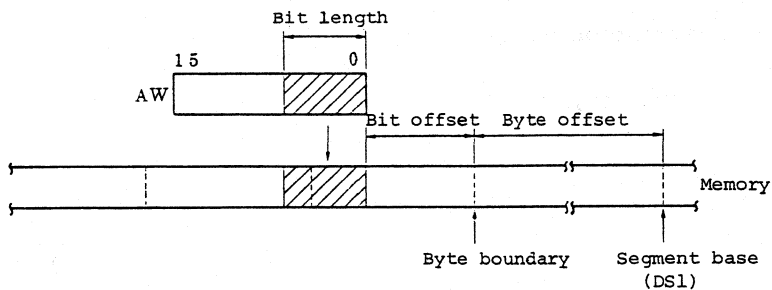 Bit length
15 0
AW
Bit offset Byte offset
Memory
Byte boundary Segment base
(DS1)